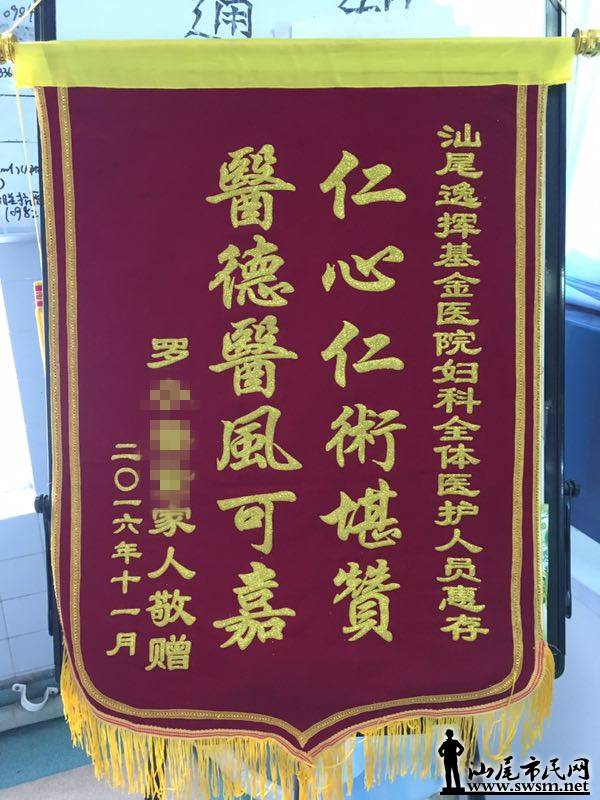 汕尾逸挥基金医院妇科全体医护人员惠存
仁心仁術堪贊
醫德醫風可嘉
罗
家人敬赠
二〇一六年十一月
通
汕尾市民网
www.swsm.net